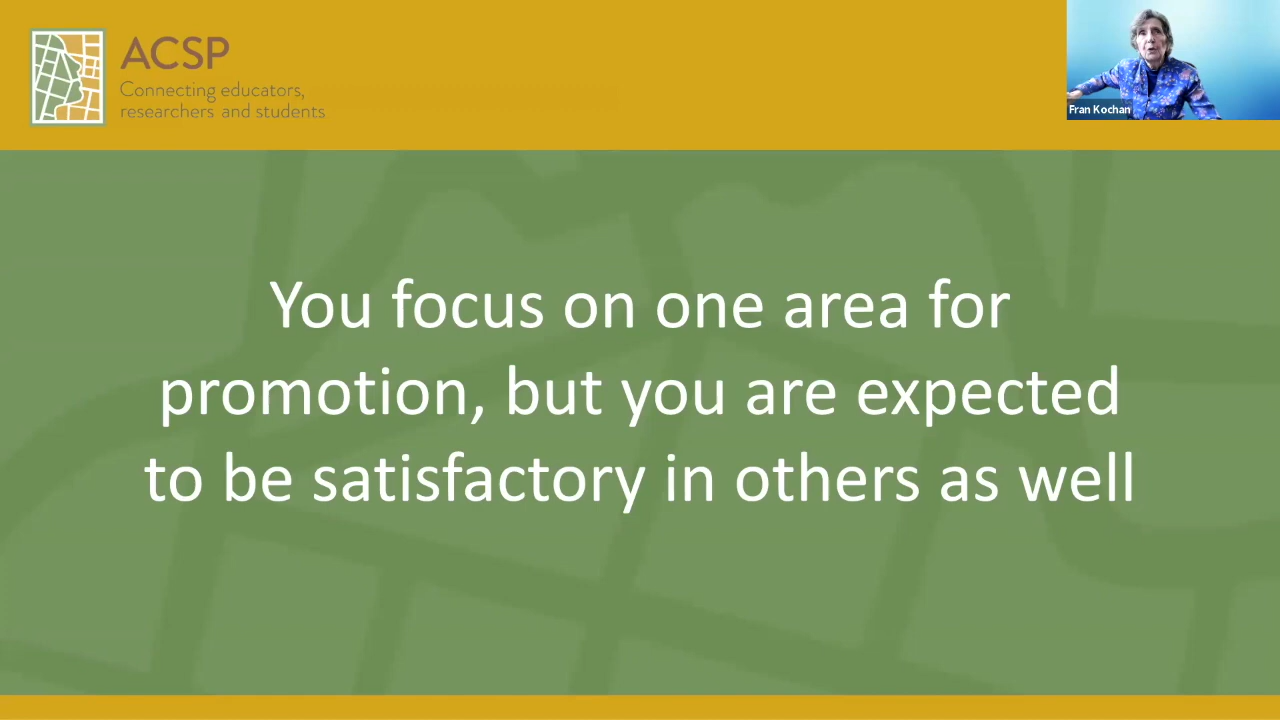 ACSP
Connecting educators,
researchers and students
Fran Kochan
You focus on one area for
promotion, but you are expected
to be satisfactory in others as well